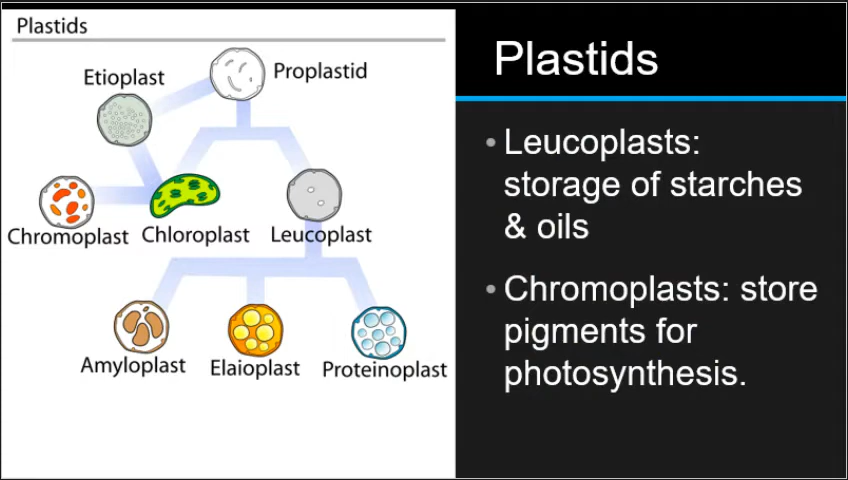 Plastids
Etioplast
Proplastid
Chromoplast
Chloroplast
Leucoplast
Amyloplast
Elaioplast
Proteinoplast
Plastids
• Leucoplasts:
storage of starches
& oils
• Chromoplasts: store
pigments for
photosynthesis.